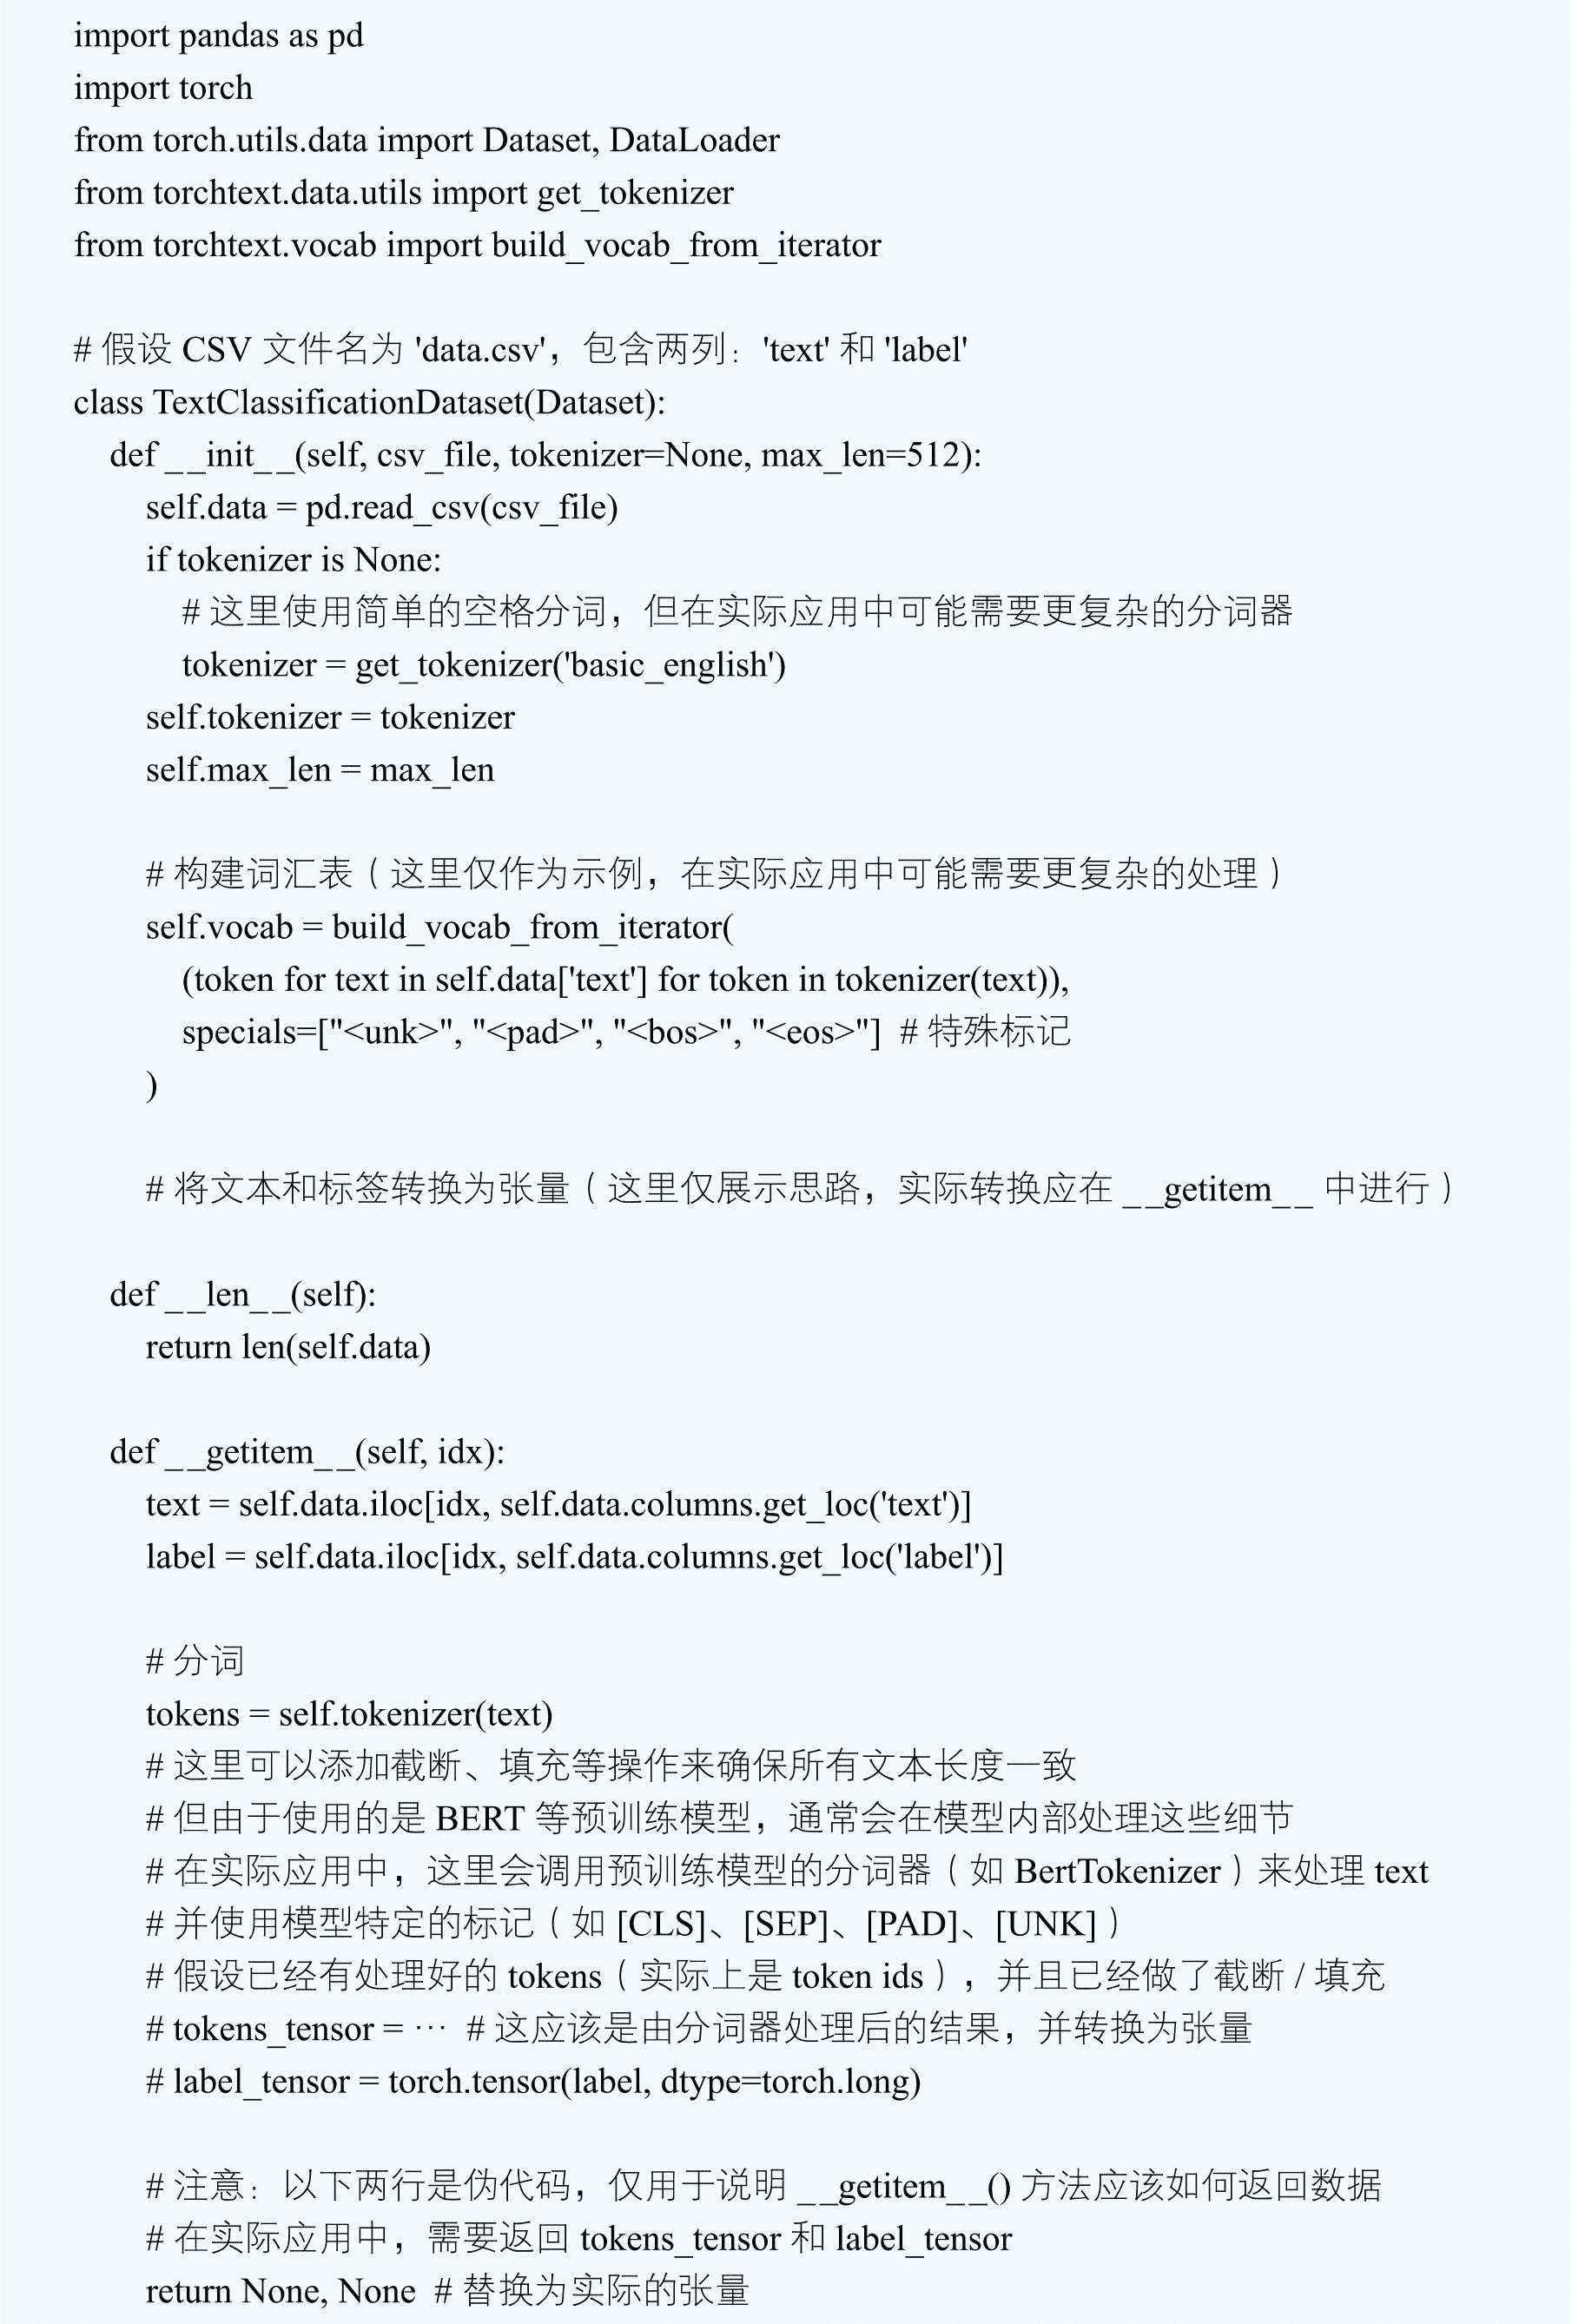 import pandas as pd
import torch
from torch.utils.data import Dataset, DataLoader
from torchtext.data.utils import get_tokenizer
from torchtext.vocab import build_vocab_from_iterator
# 假设 CSV 文件名为 'data.csv'，包含两列：'text' 和 'label'
class TextClassificationDataset(Dataset):
    def __init__(self, csv_file, tokenizer=None, max_len=512):
        self.data = pd.read_csv(csv_file)
        if tokenizer is None:
            # 这里使用简单的空格分词，但在实际应用中可能需要更复杂的分词器
            tokenizer = get_tokenizer('basic_english')
        self.tokenizer = tokenizer
        self.max_len = max_len
        # 构建词汇表（这里仅作为示例，在实际应用中可能需要更复杂的处理）
        self.vocab = build_vocab_from_iterator(
            (token for text in self.data['text'] for token in tokenizer(text)),
            specials=["<unk>", "<pad>", "<bos>", "<eos>"]  # 特殊标记
        )
        # 将文本和标签转换为张量（这里仅展示思路，实际转换应在 __getitem__ 中进行）
    def __len__(self):
        return len(self.data)
    def __getitem__(self, idx):
        text = self.data.iloc[idx, self.data.columns.get_loc('text')]
        label = self.data.iloc[idx, self.data.columns.get_loc('label')]
        # 分词
        tokens = self.tokenizer(text)
        # 这里可以添加截断、填充等操作来确保所有文本长度一致
        # 但由于使用的是 BERT 等预训练模型，通常会在模型内部处理这些细节
        # 在实际应用中，这里会调用预训练模型的分词器（如 BertTokenizer）来处理 text
        # 并使用模型特定的标记（如 [CLS]、[SEP]、[PAD]、[UNK]）
        # 假设已经有处理好的 tokens（实际上是 token ids），并且已经做了截断 / 填充
        # tokens_tensor = …  # 这应该是由分词器处理后的结果，并转换为张量
        # label_tensor = torch.tensor(label, dtype=torch.long)
        # 注意：以下两行是伪代码，仅用于说明 __getitem__() 方法应该如何返回数据
        # 在实际应用中，需要返回 tokens_tensor 和 label_tensor
        return None, None  # 替换为实际的张量